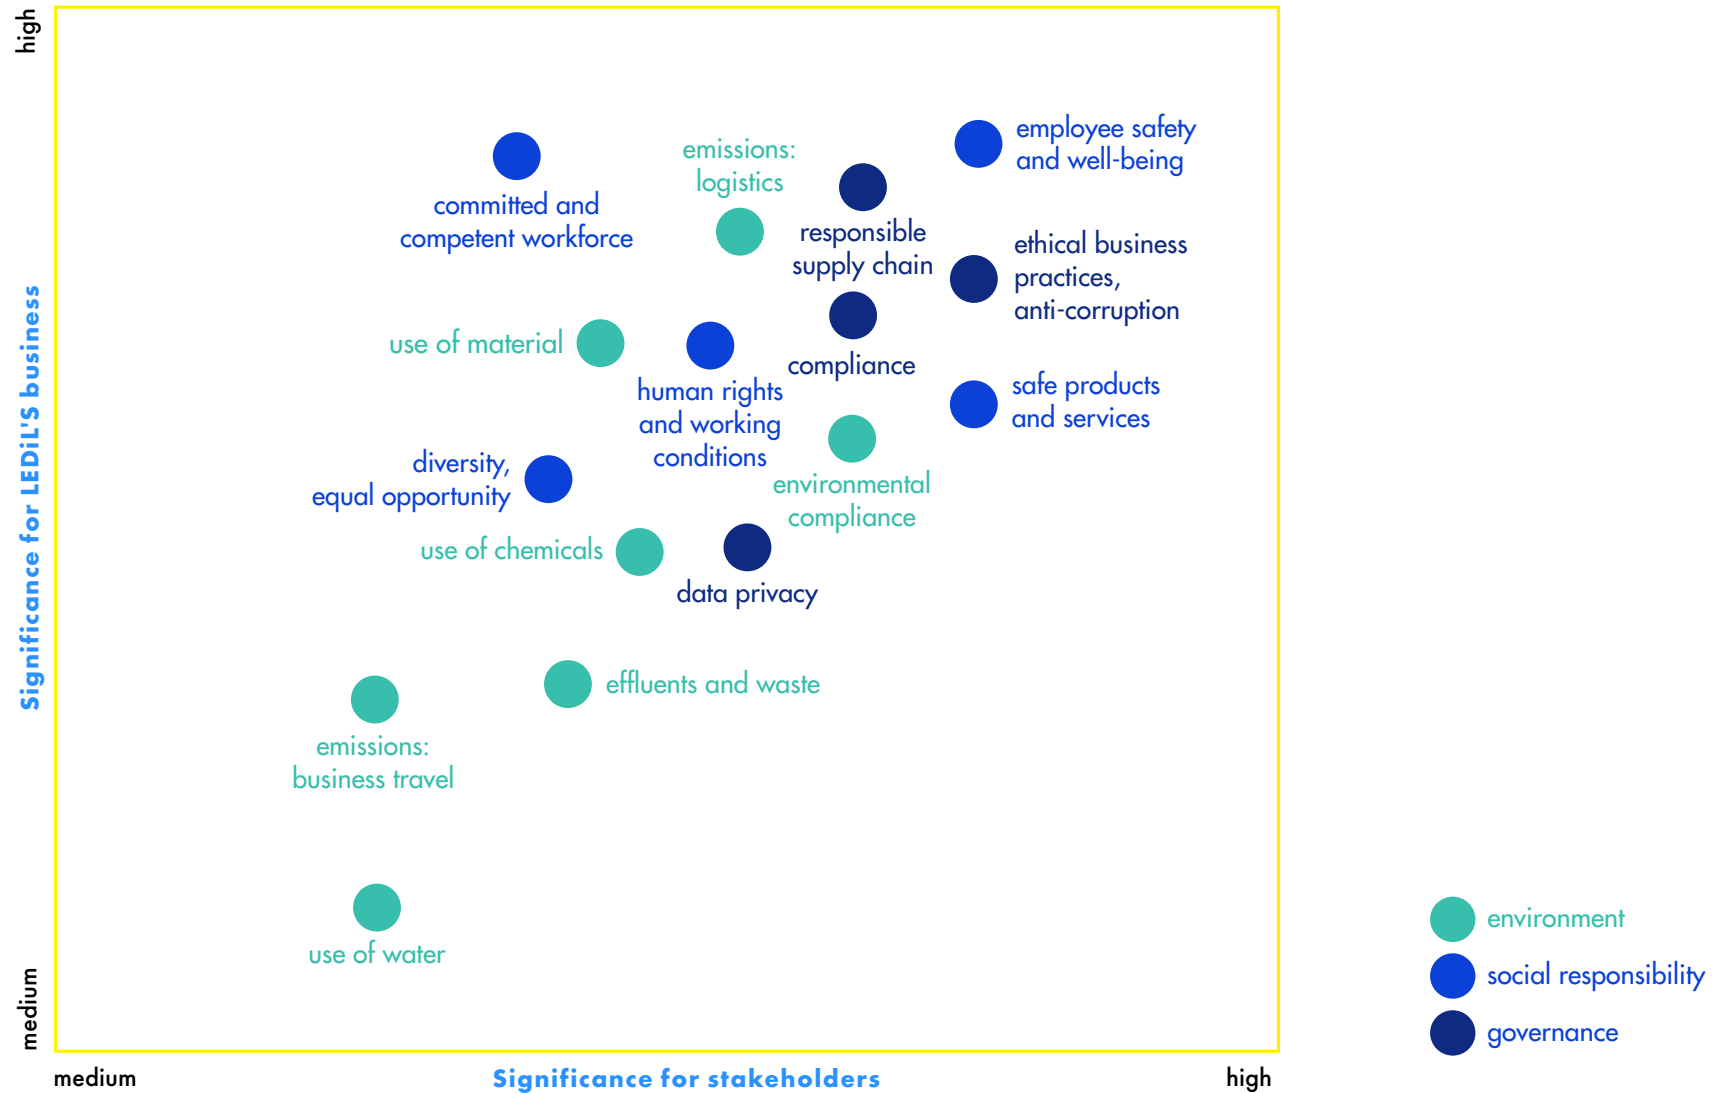 high
Significance for LEDiL'S business
medium
employee safety
and well-being
emissions:
logistics
committed and
competent workforce
responsible
supply chain
ethical business
practices,
anti-corruption
use of material
compliance
human rights
and working
conditions
safe products
and services
diversity,
equal opportunity
environmental
compliance
use of chemicals
data privacy
effluents and waste
emissions:
business travel
use of water
environment
social responsibility
governance
medium
Significance for stakeholders
high